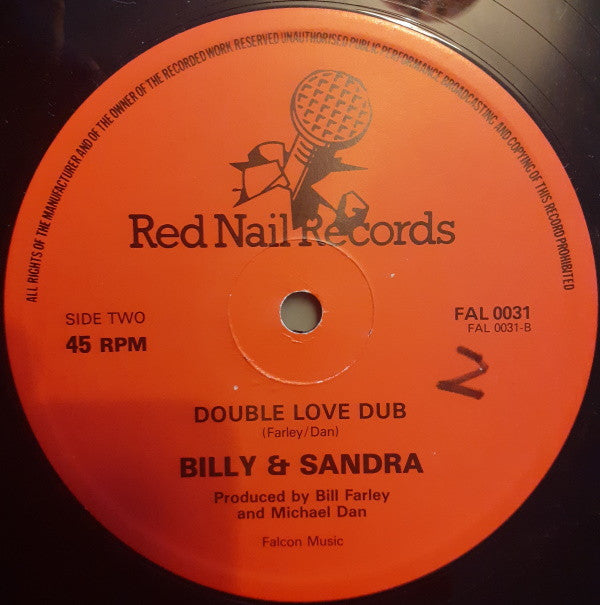 ALL RIGHTS OF THE MANUFACTURER AND OF THE OWNER OF THE RECORDED WORK RESERVED UNAUTHORISED PUBLIC PERFORMANCE BROADCASTING AND COPYING OF THIS RECORD PROHIBITED
Red Nail Records
SIDE TWO
45 RPM
FAL 0031
FAL 0031-B
N
DOUBLE LOVE DUB
(Farley/Dan)
BILLY & SANDRA
Produced by Bill Farley
and Michael Dan
Falcon Music